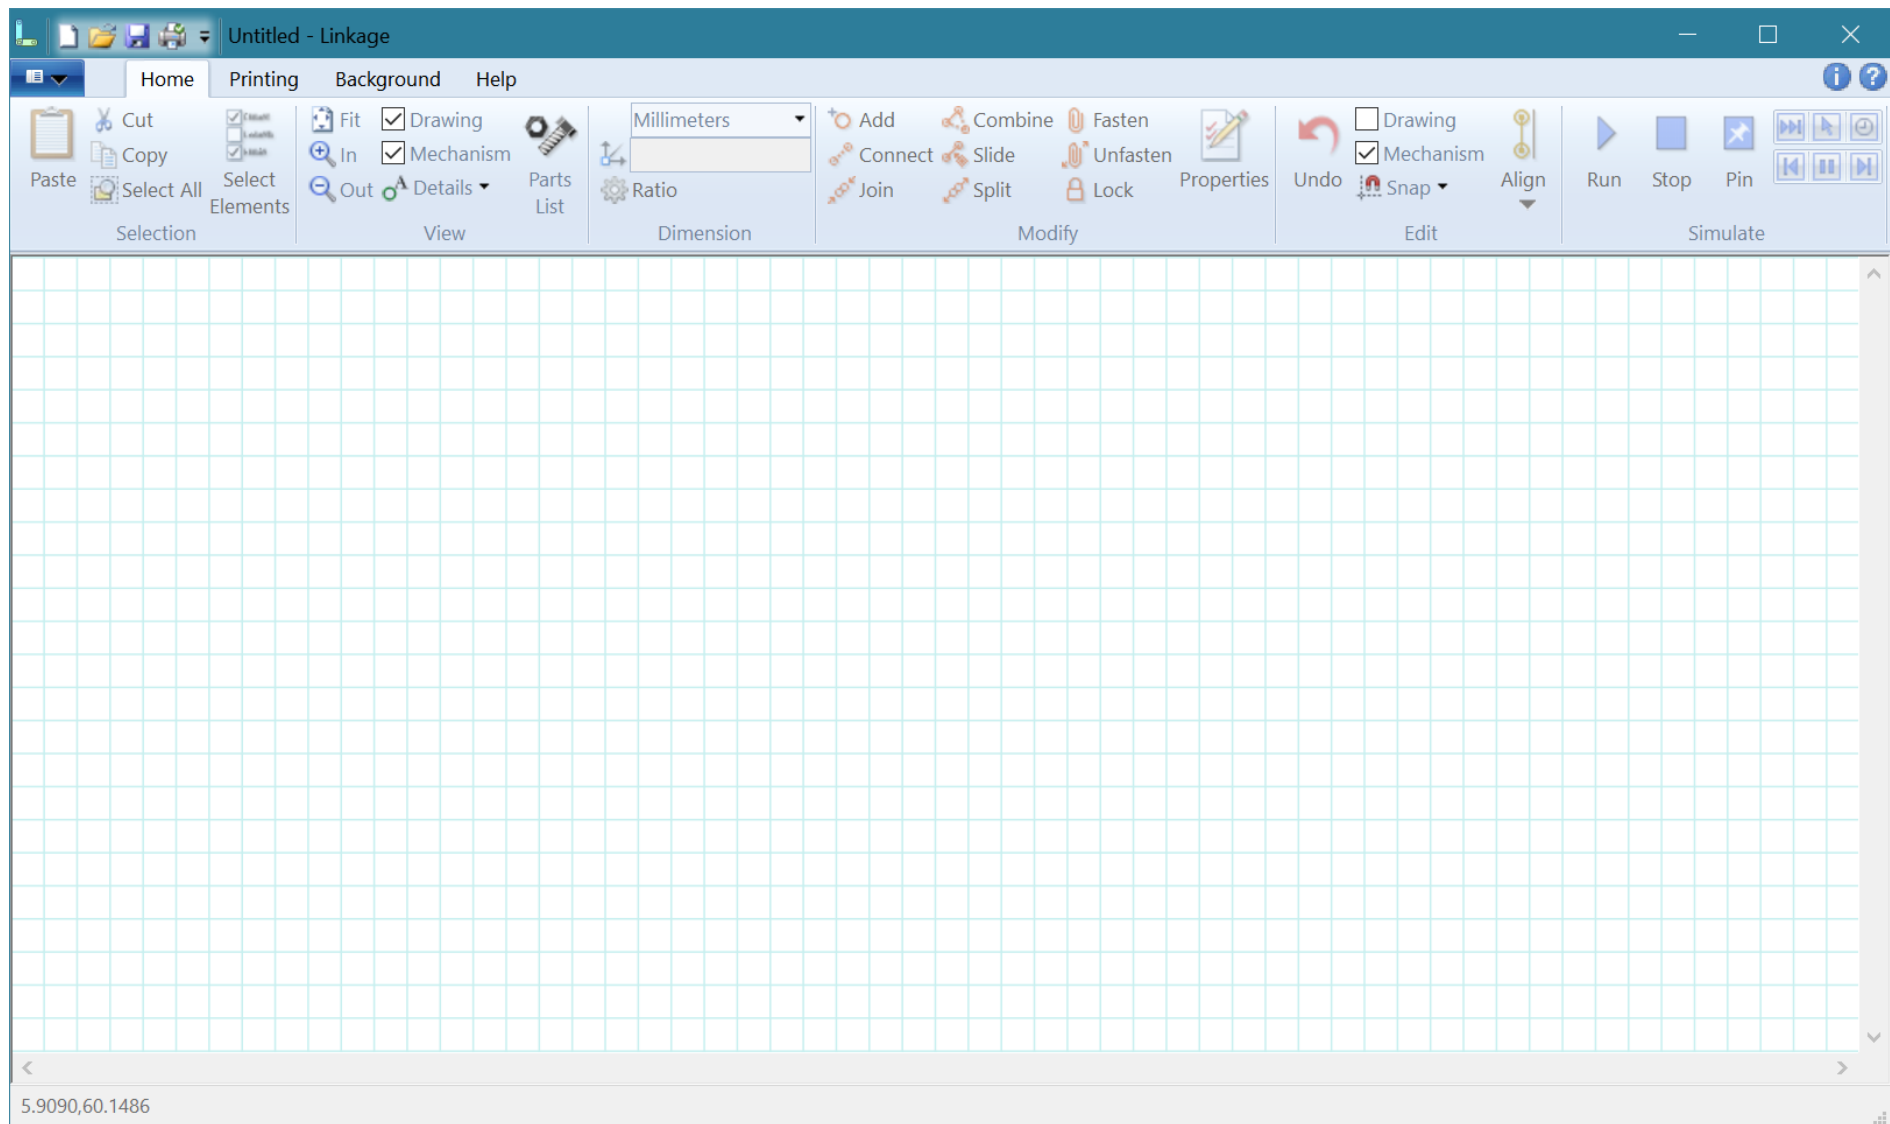 Untitled - Linkage
Home Printing Background Help
Cut Fit Drawing Millimeters Add Combine Fasten Drawing
Copy In Mechanism Connect Slide Unfasten Mechanism
Paste Select All Select Elements Out Details Parts List Ratio Join Split Lock Properties Undo Snap Align Run Stop Pin
Selection View Dimension Modify Edit Simulate
5.9090,60.1486